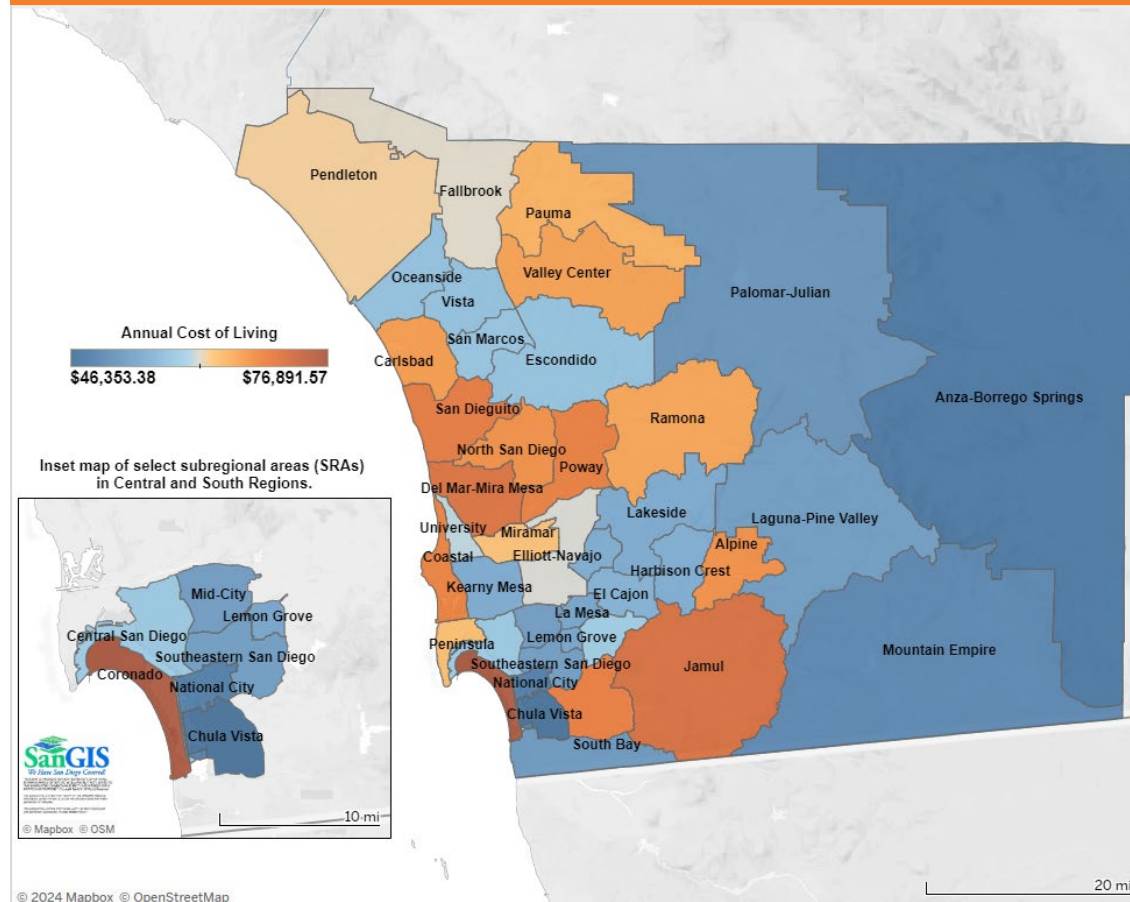 Pendleton
Fallbrook
Pauma
Valley Center
Oceanside
Vista
Palomar-Julian
Annual Cost of Living
$46,353.38 $76,891.57
San Marcos
Escondido
Carlsbad
Anza-Borrego Springs
San Dieguito
Ramona
North San Diego
Poway
Inset map of select subregional areas (SRAs)
in Central and South Regions.
Del Mar-Mira Mesa
Lakeside
Laguna-Pine Valley
University
Miramar
Alpine
Coastal
Elliott-Navajo
Harbison Crest
Kearny Mesa
El Cajon
La Mesa
Peninsula
Lemon Grove
Mountain Empire
Southeastern San Diego
Jamul
National City
Chula Vista
South Bay
Mid-City
Lemon Grove
Central San Diego
Southeastern San Diego
Coronado
National City
Chula Vista
SanGIS
We Have San Diego Covered!
10 mi
© Mapbox © OSM
20 mi
© 2024 Mapbox © OpenStreetMap